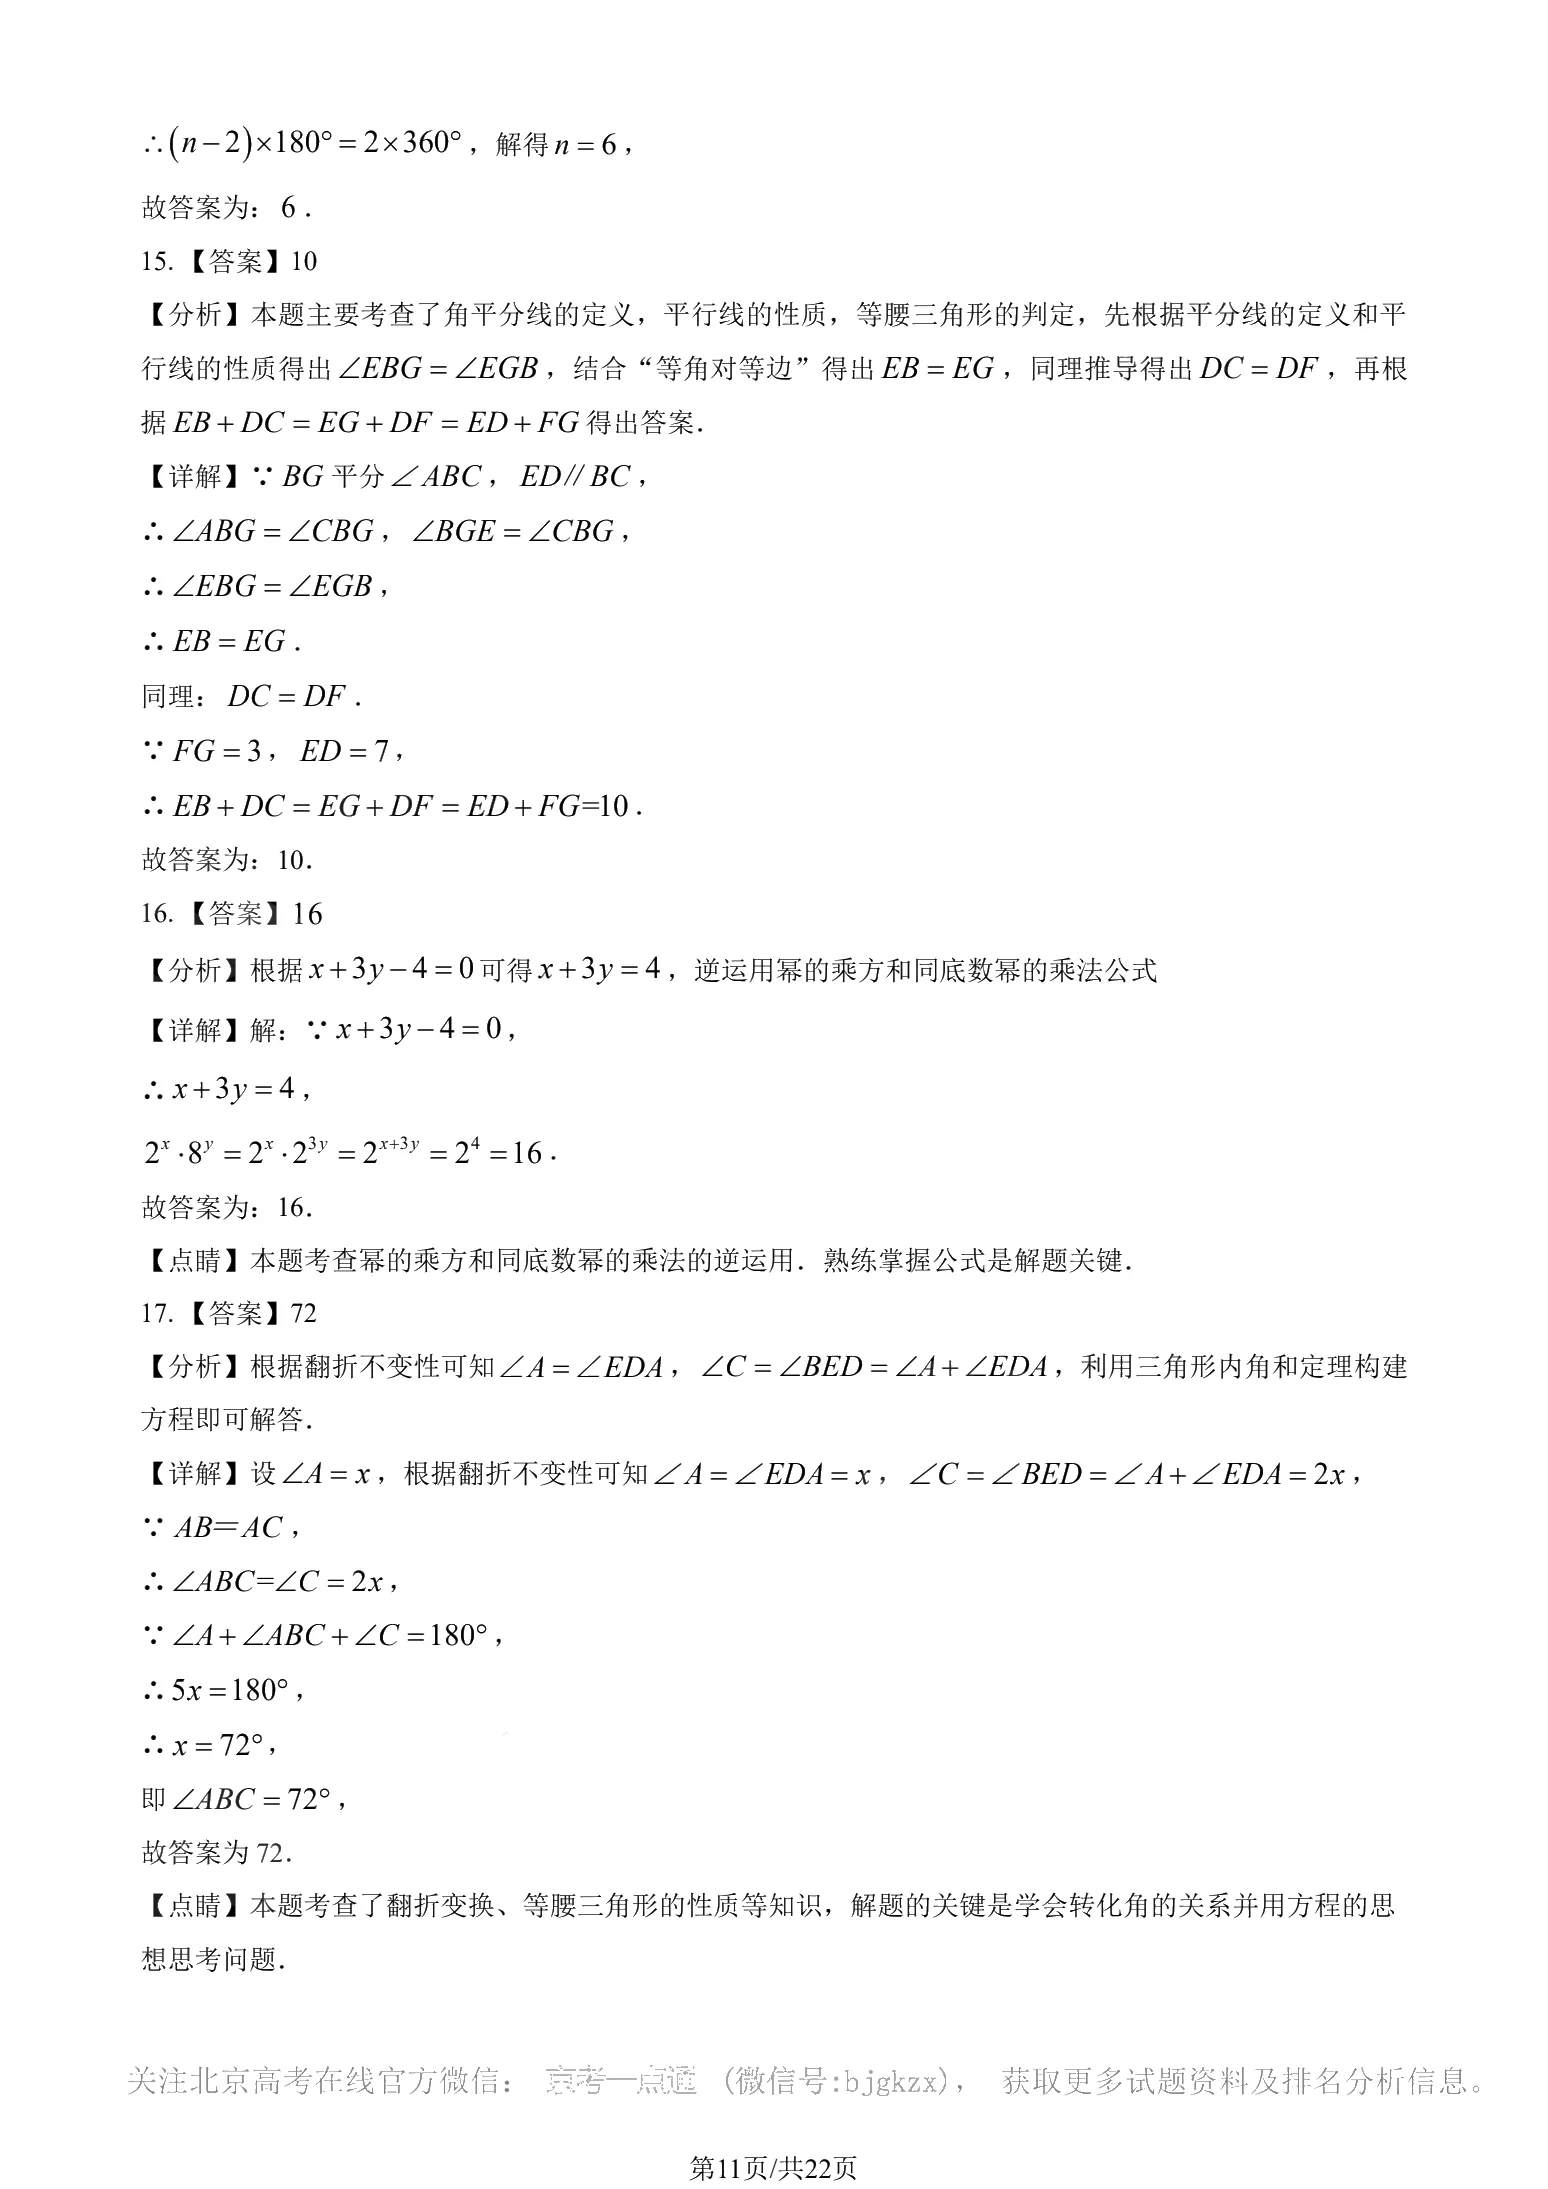 ∴(n−2)×180°=2×360°，解得n=6，
故答案为：6．
15.【答案】10
【分析】本题主要考查了角平分线的定义，平行线的性质，等腰三角形的判定，先根据平分线的定义和平
行线的性质得出∠EBG=∠EGB，结合“等角对等边”得出EB=EG，同理推导得出DC=DF，再根
据EB+DC=EG+DF=ED+FG得出答案．
【详解】∵BG平分∠ABC，ED∥BC，
∴∠ABG=∠CBG，∠BGE=∠CBG，
∴∠EBG=∠EGB，
∴EB=EG．
同理：DC=DF．
∵FG=3，ED=7，
∴EB+DC=EG+DF=ED+FG=10．
故答案为：10．
16.【答案】16
【分析】根据x+3y−4=0可得x+3y=4，逆运用幂的乘方和同底数幂的乘法公式
【详解】解：∵x+3y−4=0，
∴x+3y=4，
2ˣ·8ʸ=2ˣ·2³ʸ=2ˣ⁺³ʸ=2⁴=16．
故答案为：16．
【点睛】本题考查幂的乘方和同底数幂的乘法的逆运用．熟练掌握公式是解题关键．
17.【答案】72
【分析】根据翻折不变性可知∠A=∠EDA，∠C=∠BED=∠A+∠EDA，利用三角形内角和定理构建
方程即可解答．
【详解】设∠A=x，根据翻折不变性可知∠A=∠EDA=x，∠C=∠BED=∠A+∠EDA=2x，
∵AB=AC，
∴∠ABC=∠C=2x，
∵∠A+∠ABC+∠C=180°，
∴5x=180°，
∴x=72°，
即∠ABC=72°，
故答案为72．
【点睛】本题考查了翻折变换、等腰三角形的性质等知识，解题的关键是学会转化角的关系并用方程的思
想思考问题．
关注北京高考在线官方微信：京考一点通 (微信号:bjgkzx)， 获取更多试题资料及排名分析信息。
第11页/共22页